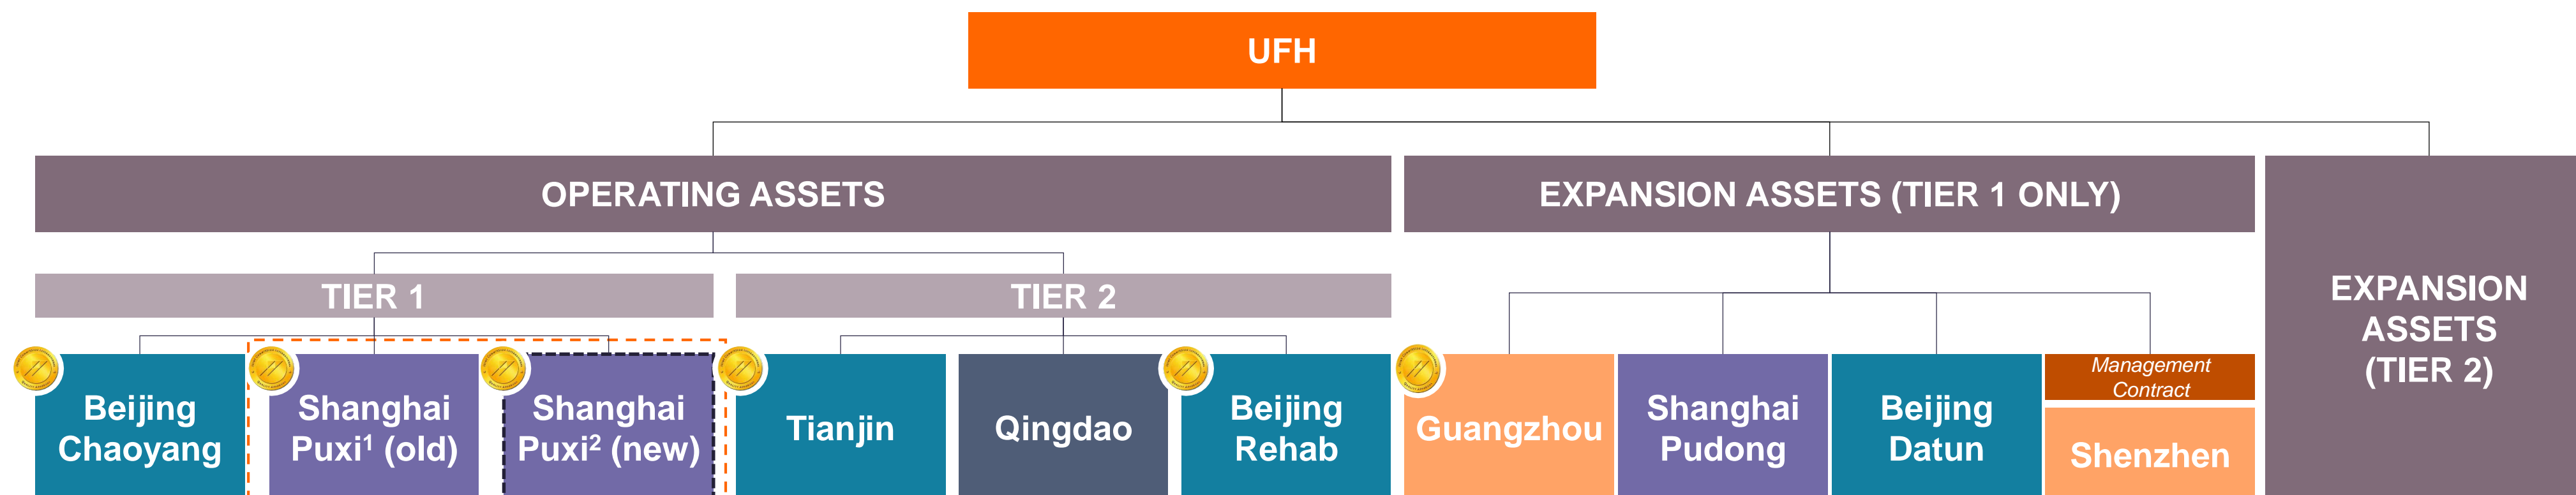 UFH
OPERATING ASSETS
EXPANSION ASSETS (TIER 1 ONLY)
EXPANSION
ASSETS
(TIER 2)
TIER 1
TIER 2
Beijing
Chaoyang
Shanghai
Puxi¹ (old)
Shanghai
Puxi² (new)
Tianjin
Qingdao
Beijing
Rehab
Guangzhou
Shanghai
Pudong
Beijing
Datun
Management
Contract
Shenzhen